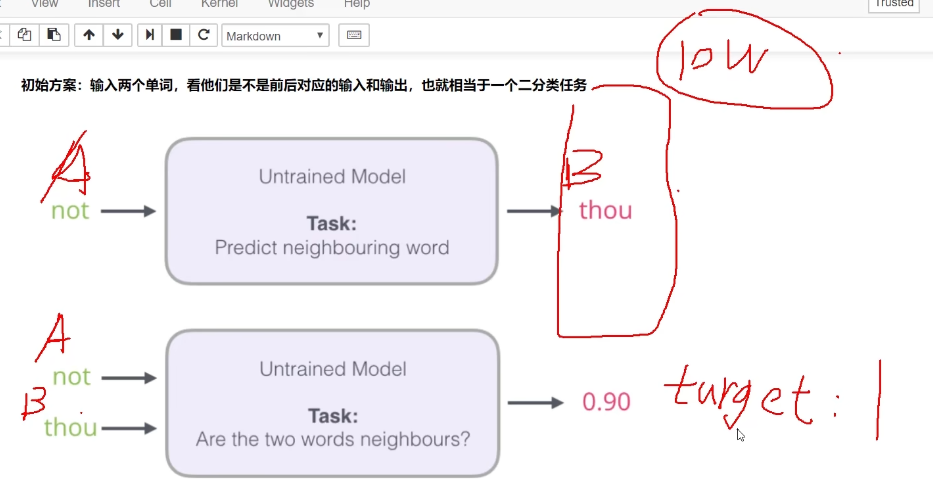 View Insert Cell Kernel Widgets Help
Trusted
Markdown
10W
初始方案：输入两个单词，看他们是不是前后对应的输入和输出，也就相当于一个二分类任务
A
B
Untrained Model
not
thou
Task:
Predict neighbouring word
A
not
Untrained Model
B
thou
0.90
target: 1
Task:
Are the two words neighbours?